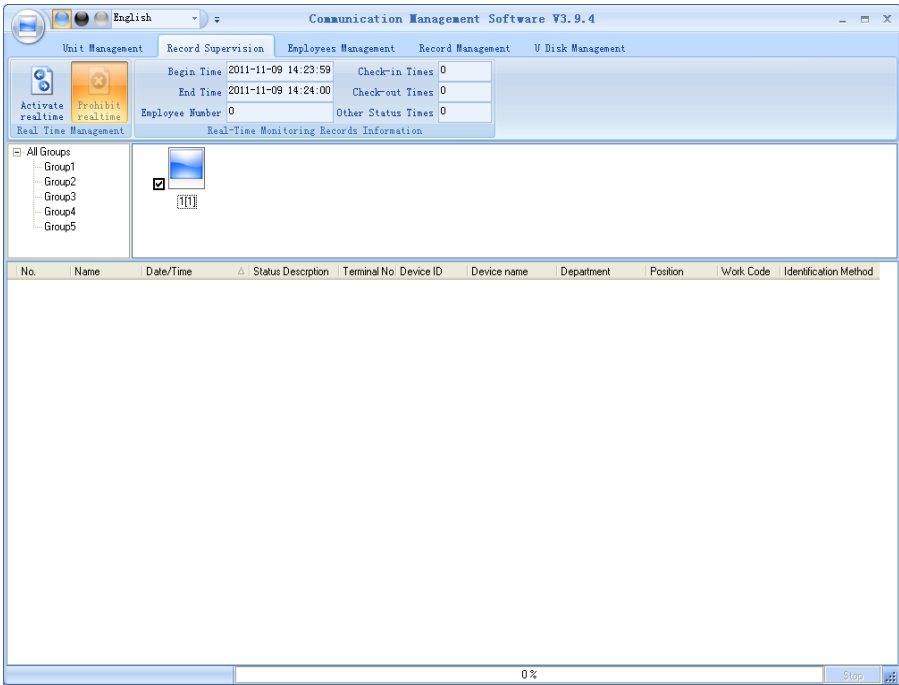 English
Communication Management Software V3.9.4
Unit Management Record Supervision Employees Management Record Management U Disk Management
Begin Time 2011-11-09 14:23:59 Check-in Times 0
End Time 2011-11-09 14:24:00 Check-out Times 0
Employee Number 0 Other Status Times 0
Activate realtime
Prohibit realtime
Real Time Management Real-Time Monitoring Records Information
All Groups
Group1
Group2
Group3
Group4
Group5
1[1]
No. Name Date/Time Status Descrption Terminal No Device ID Device name Department Position Work Code Identification Method
0%
Stop